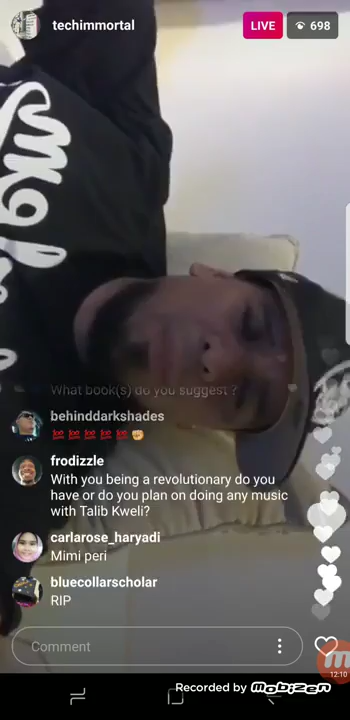 techimmortal
LIVE
698
What book(s) do you suggest ?
behinddarkshades
💯💯💯💯💯✊
frodizzle
With you being a revolutionary do you
have or do you plan on doing any music
with Talib Kweli?
carlarose_haryadi
Mimi peri
bluecollarscholar
RIP
Comment
12:10
Recorded by Mobizen